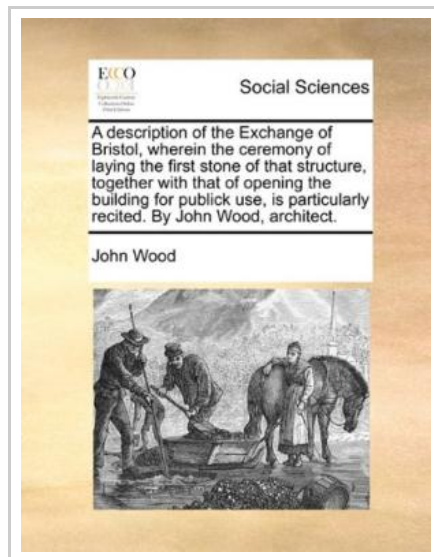 ECCO
Social Sciences
A description of the Exchange of
Bristol, wherein the ceremony of
laying the first stone of that structure,
together with that of opening the
building for publick use, is particularly
recited. By John Wood, architect.
John Wood